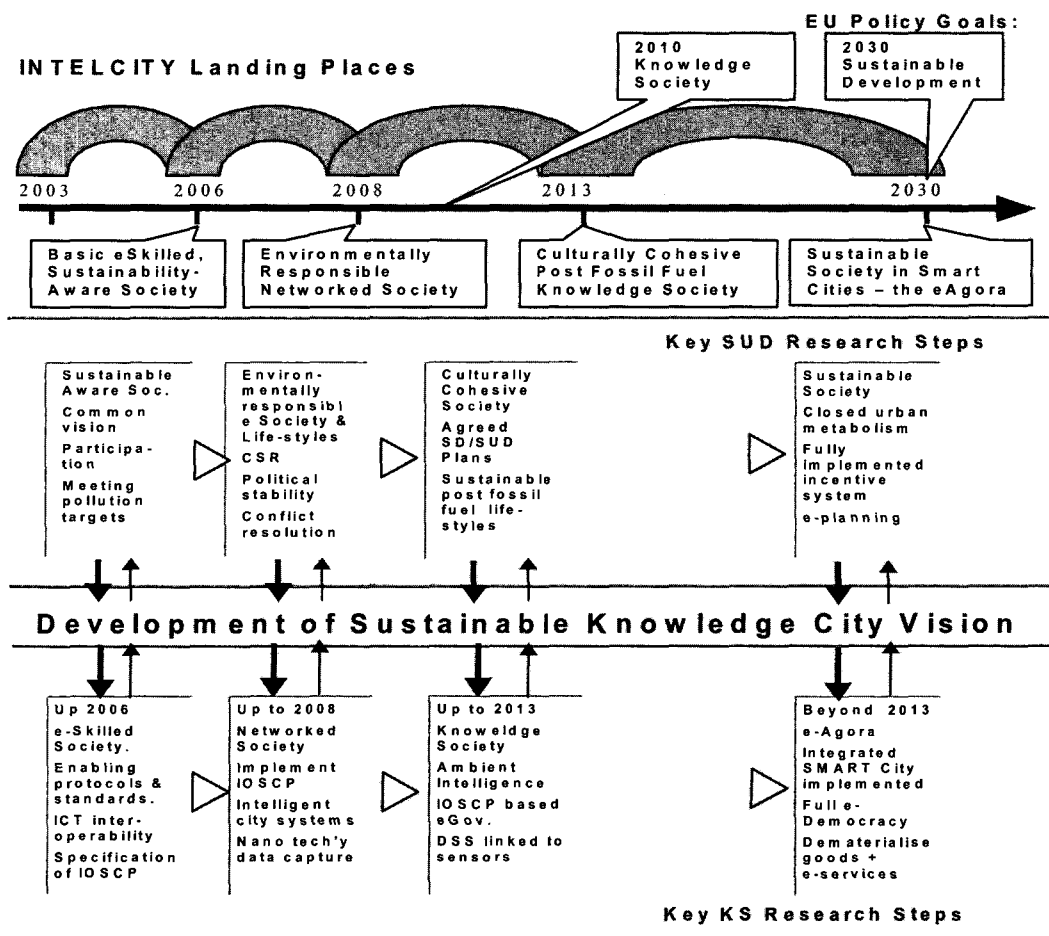 EU Policy Goals:
INTELCITY Landing Places
2010
Knowledge
Society
2030
Sustainable
Development
2003
2006
2008
2013
2030
Basic eSkilled,
Sustainability-
Aware Society
Environmentally
Responsible
Networked Society
Culturally Cohesive
Post Fossil Fuel
Knowledge Society
Sustainable
Society in Smart
Cities – the eAgora
Key SUD Research Steps
Sustainable
Aware Soc.
Common
vision
Participa-
tion
Meeting
pollution
targets
Environ-
mentally
responsibl
e Society &
Life-styles
CSR
Political
stability
Conflict
resolution
Culturally
Cohesive
Society
Agreed
SD/SUD
Plans
Sustainable
post fossil
fuel life-
styles
Sustainable
Society
Closed urban
metabolism
Fully
implemented
incentive
system
e-planning
Development of Sustainable Knowledge City Vision
Up 2006
e-Skilled
Society.
Enabling
protocols &
standards.
ICT inter-
operability
Specification
of IOSCP
Up to 2008
Networked
Society
Implement
IOSCP
Intelligent
city systems
Nano tech'y
data capture
Up to 2013
Knoweldge
Society
Ambient
Intelligence
IOSCP based
eGov.
DSS linked to
sensors
Beyond 2013
e-Agora
Integrated
SMART City
implemented
Full e-
Democracy
Dematerialise
goods +
e-services
Key KS Research Steps